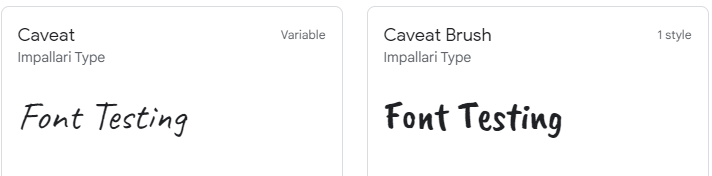 Caveat
Variable
Impallari Type
Font Testing
Caveat Brush
1 style
Impallari Type
Font Testing